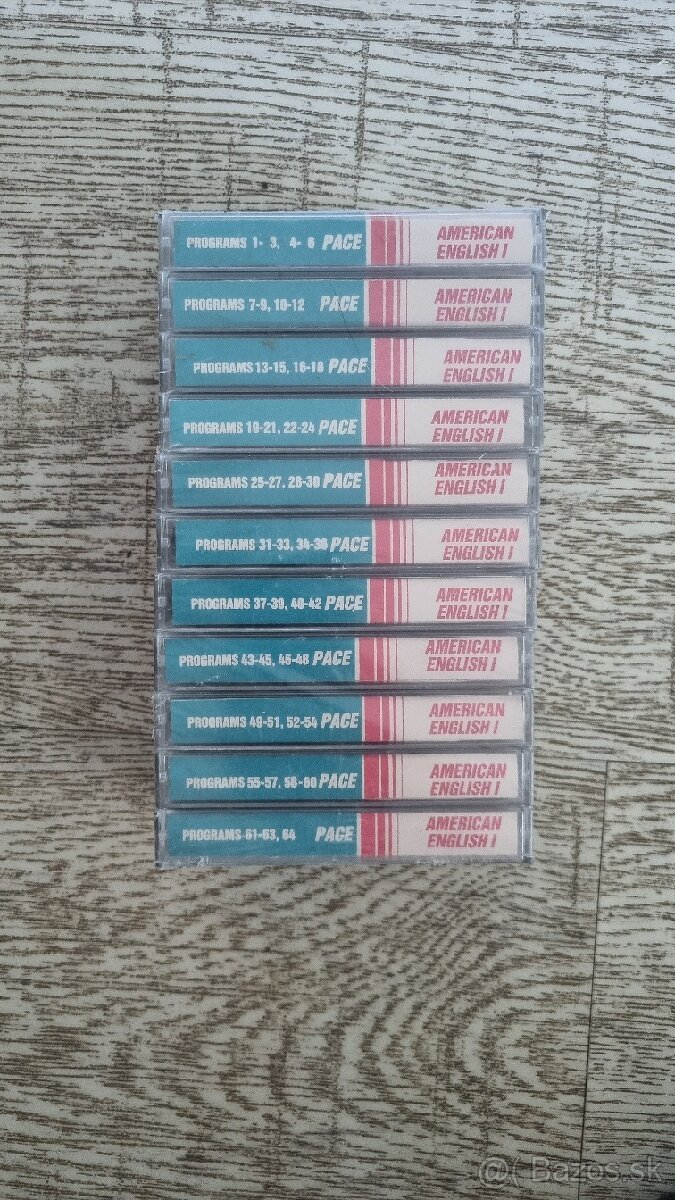 PROGRAMS 1- 3, 4- 6 PACE AMERICAN
ENGLISH I
PROGRAMS 7-9, 10-12 PACE AMERICAN
ENGLISH I
PROGRAMS 13-15, 16-18 PACE AMERICAN
ENGLISH I
PROGRAMS 19-21, 22-24 PACE AMERICAN
ENGLISH I
PROGRAMS 25-27, 28-30 PACE AMERICAN
ENGLISH I
PROGRAMS 31-33, 34-36 PACE AMERICAN
ENGLISH I
PROGRAMS 37-39, 40-42 PACE AMERICAN
ENGLISH I
PROGRAMS 43-45, 46-48 PACE AMERICAN
ENGLISH I
PROGRAMS 49-51, 52-54 PACE AMERICAN
ENGLISH I
PROGRAMS 55-57, 58-60 PACE AMERICAN
ENGLISH I
PROGRAMS 61-63, 64 PACE AMERICAN
ENGLISH I
@( Bazos.sk